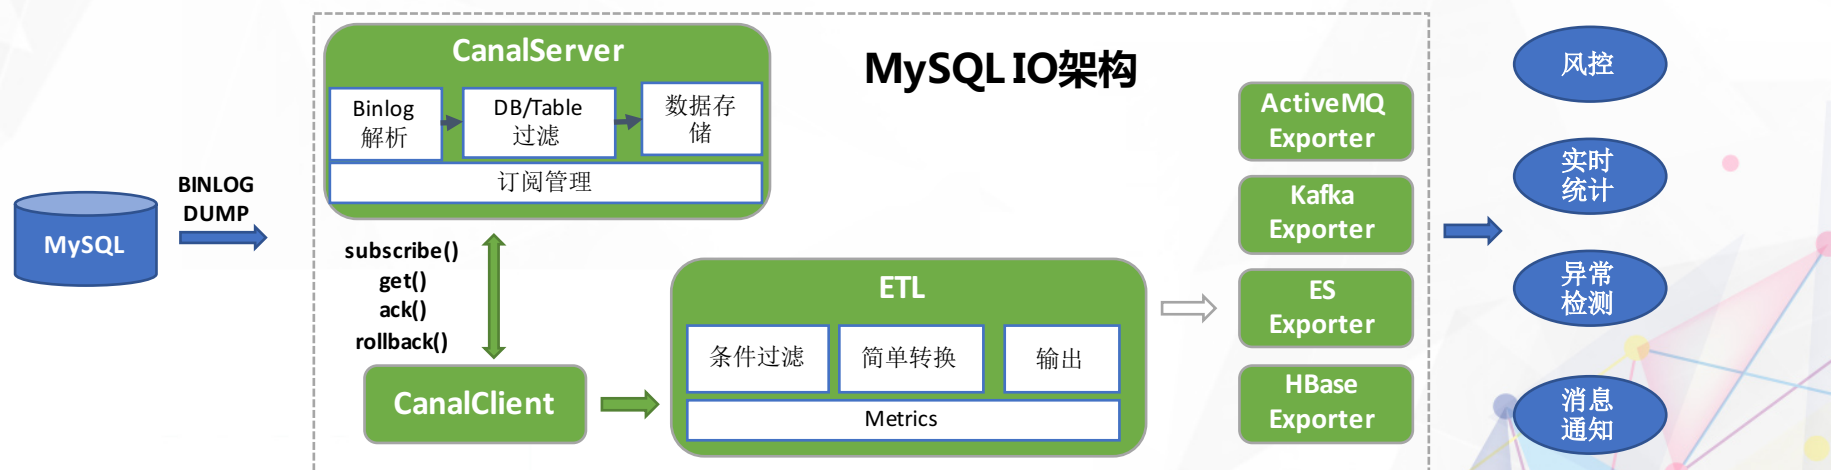 MySQL IO架构
MySQL
BINLOG
DUMP
CanalServer
Binlog
解析
DB/Table
过滤
数据存
储
订阅管理
subscribe()
get()
ack()
rollback()
CanalClient
ETL
条件过滤
简单转换
输出
Metrics
ActiveMQ
Exporter
Kafka
Exporter
ES
Exporter
HBase
Exporter
风控
实时
统计
异常
检测
消息
通知